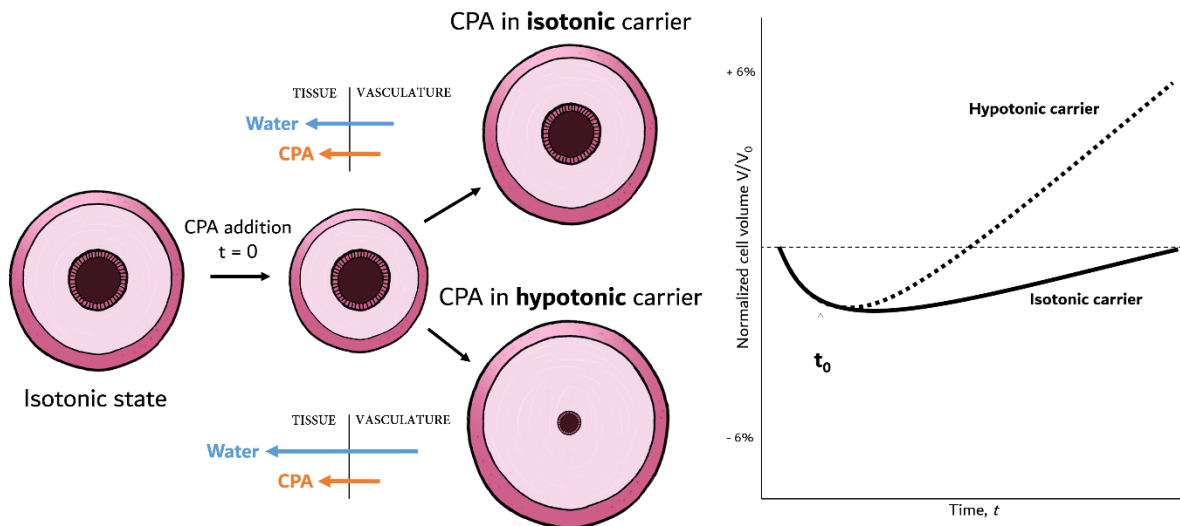 CPA in isotonic carrier
TISSUE VASCULATURE
Water
CPA
CPA addition
t = 0
Isotonic state
CPA in hypotonic carrier
TISSUE VASCULATURE
Water
CPA
+ 6%
Hypotonic carrier
Normalized cell volume V/V₀
Isotonic carrier
^
t₀
- 6%
Time, t